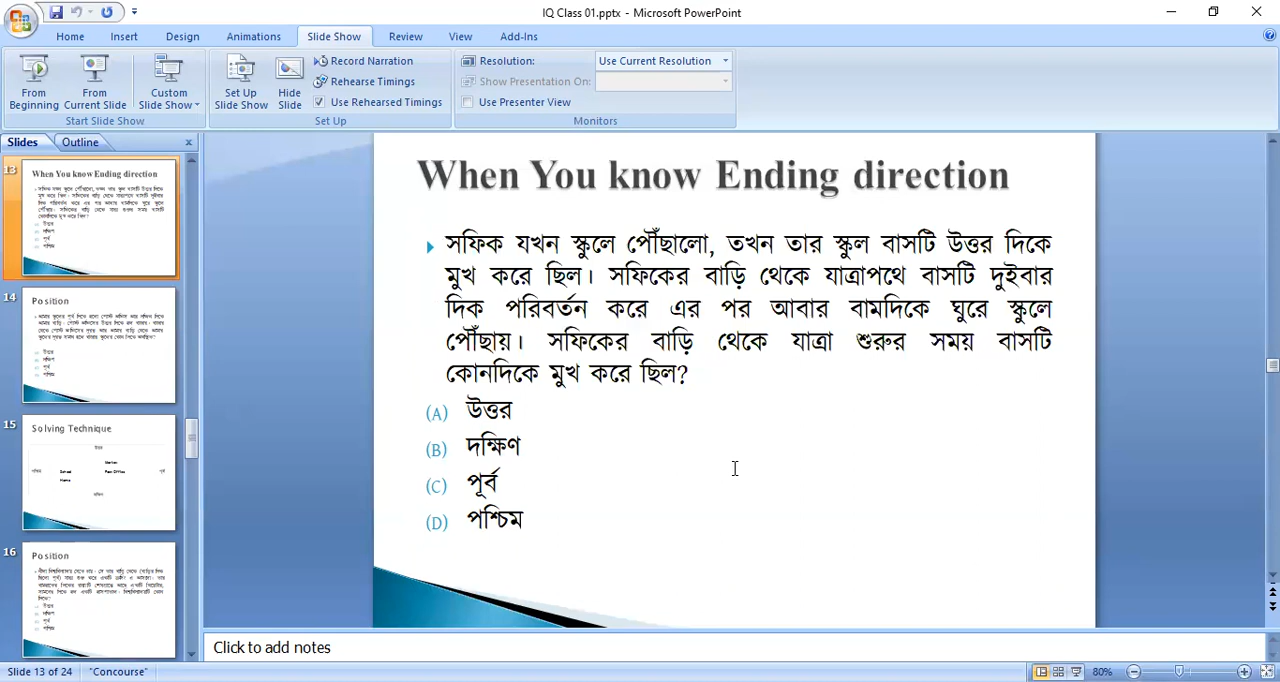 IQ Class 01.pptx - Microsoft PowerPoint
Home Insert Design Animations Slide Show Review View Add-Ins
From Beginning
From Current Slide
Custom Slide Show
Start Slide Show
Set Up Slide Show
Hide Slide
Record Narration
Rehearse Timings
Use Rehearsed Timings
Set Up
Resolution: Use Current Resolution
Show Presentation On:
Use Presenter View
Monitors
Slides Outline
13
When You know Ending direction
14
Position
15
Solving Technique
16
Position
When You know Ending direction
সফিক যখন স্কুলে পৌঁছালো, তখন তার স্কুল বাসটি উত্তর দিকে
মুখ করে ছিল। সফিকের বাড়ি থেকে যাত্রাপথে বাসটি দুইবার
দিক পরিবর্তন করে এর পর আবার বামদিকে ঘুরে স্কুলে
পৌঁছায়। সফিকের বাড়ি থেকে যাত্রা শুরুর সময় বাসটি
কোনদিকে মুখ করে ছিল?
(A) উত্তর
(B) দক্ষিণ
(C) পূর্ব
(D) পশ্চিম
Click to add notes
Slide 13 of 24 "Concourse" 80%